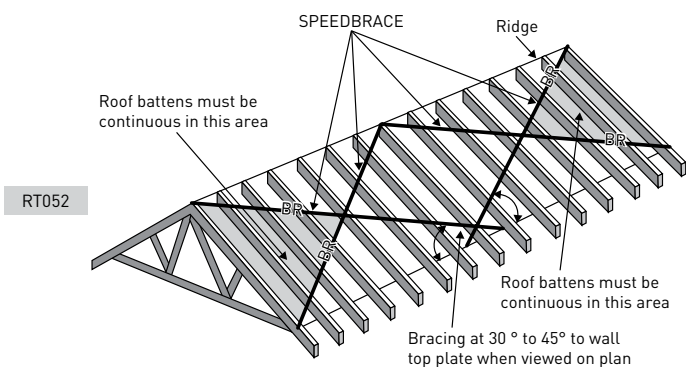 SPEEDBRACE
Ridge
BR
Roof battens must be
continuous in this area
BR
RT052
BR
BR
Roof battens must be
continuous in this area
Bracing at 30 ° to 45° to wall
top plate when viewed on plan